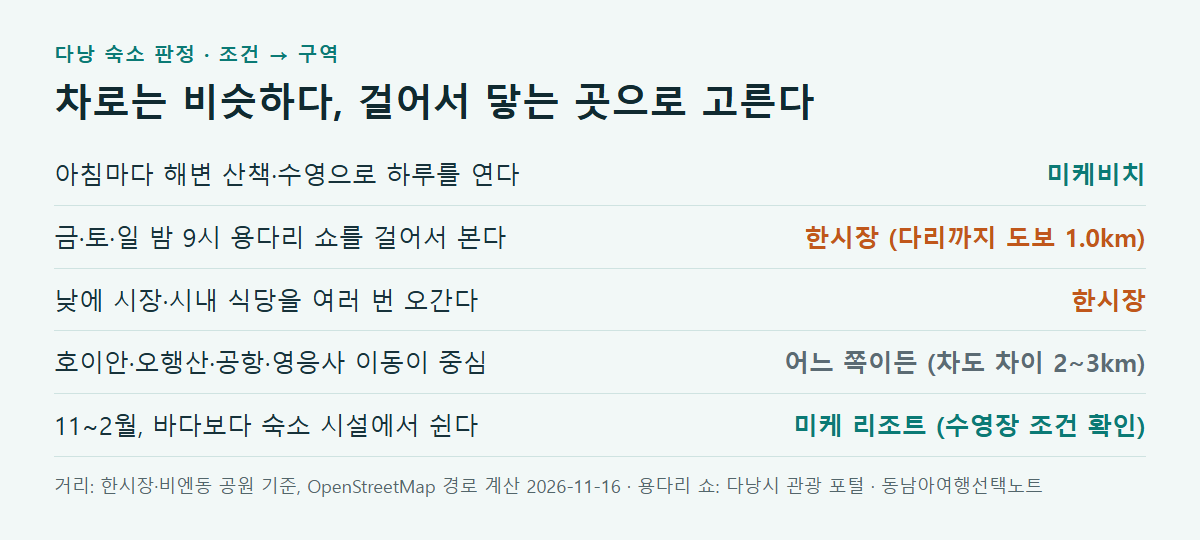 다낭 숙소 판정 · 조건 → 구역
차로는 비슷하다, 걸어서 닿는 곳으로 고른다
아침마다 해변 산책·수영으로 하루를 연다 미케비치
금·토·일 밤 9시 용다리 쇼를 걸어서 본다 한시장 (다리까지 도보 1.0km)
낮에 시장·시내 식당을 여러 번 오간다 한시장
호이안·오행산·공항·영응사 이동이 중심 어느 쪽이든 (차도 차이 2~3km)
11~2월, 바다보다 숙소 시설에서 쉰다 미케 리조트 (수영장 조건 확인)
거리: 한시장·비엔동 공원 기준, OpenStreetMap 경로 계산 2026-11-16 · 용다리 쇼: 다낭시 관광 포털 · 동남아여행선택노트